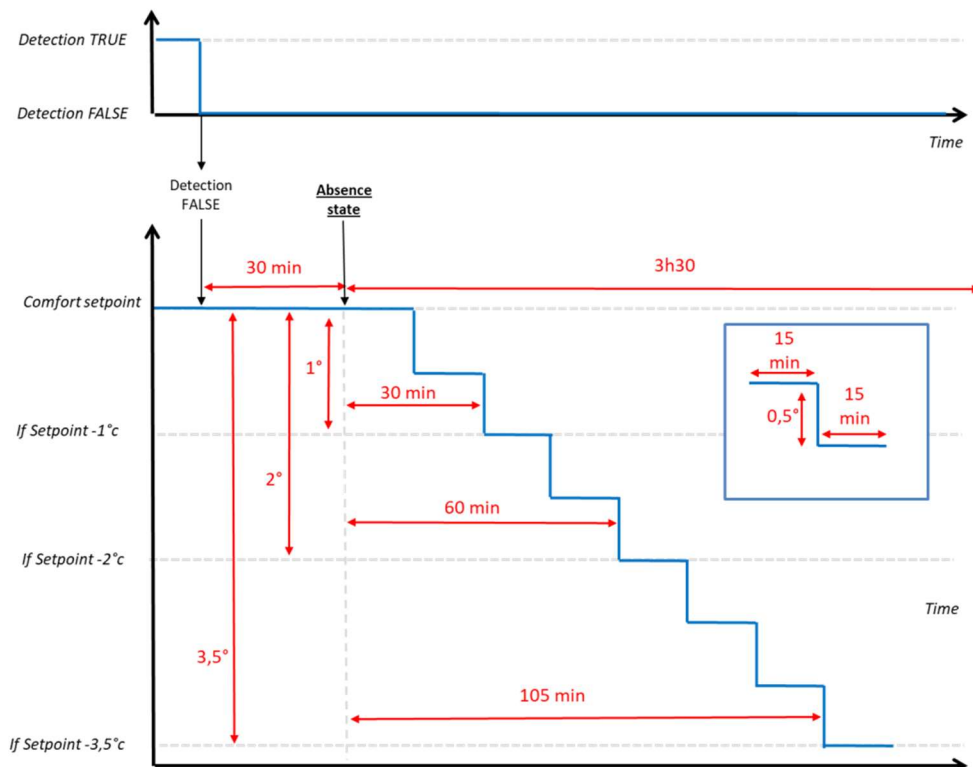 Detection TRUE
Detection FALSE
Time
Detection
FALSE
Absence
state
30 min
3h30
Comfort setpoint
15
min
1°
30 min
15
min
0,5°
If Setpoint -1°c
2°
60 min
If Setpoint -2°c
Time
3,5°
105 min
If Setpoint -3,5°c